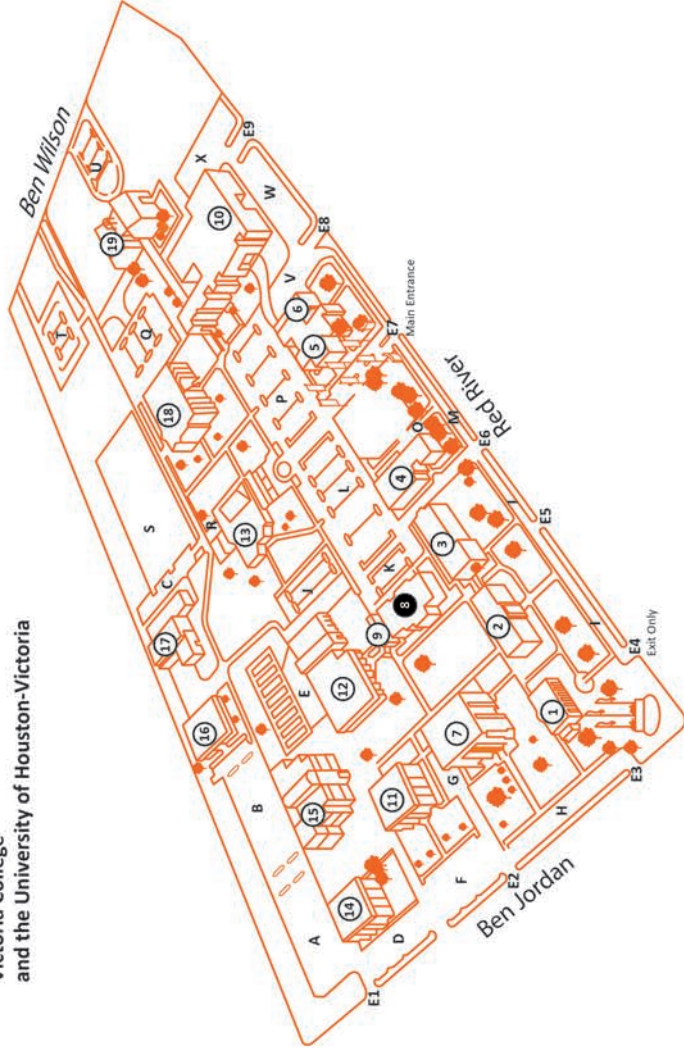 Victoria College
and the University of Houston-Victoria
Ben Wilson
T
U
19
Q
18
S
C
17
X
16
R
10
13
E9
B
W
P
V
6
E
J
A
15
5
E8
12
L
14
E1
9
K
E7
Main Entrance
11
D
4
8
O
3
G
M
7
F
E6
Red River
2
I
E2
Ben Jordan
E5
1
H
I
E4
Exit Only
E3